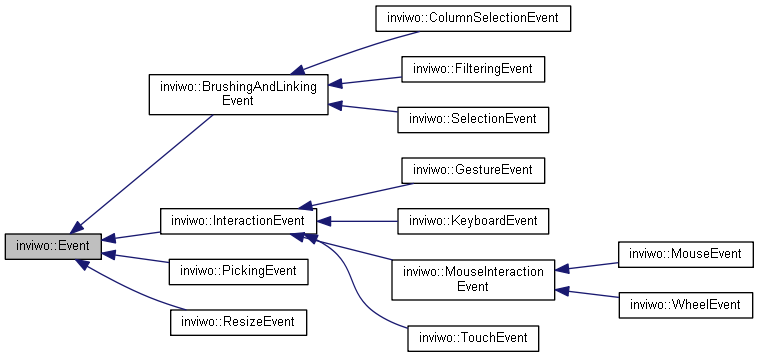 inviwo::ColumnSelectionEvent
inviwo::BrushingAndLinking
Event
inviwo::FilteringEvent
inviwo::SelectionEvent
inviwo::GestureEvent
inviwo::InteractionEvent
inviwo::KeyboardEvent
inviwo::Event
inviwo::MouseEvent
inviwo::PickingEvent
inviwo::MouseInteraction
Event
inviwo::WheelEvent
inviwo::ResizeEvent
inviwo::TouchEvent